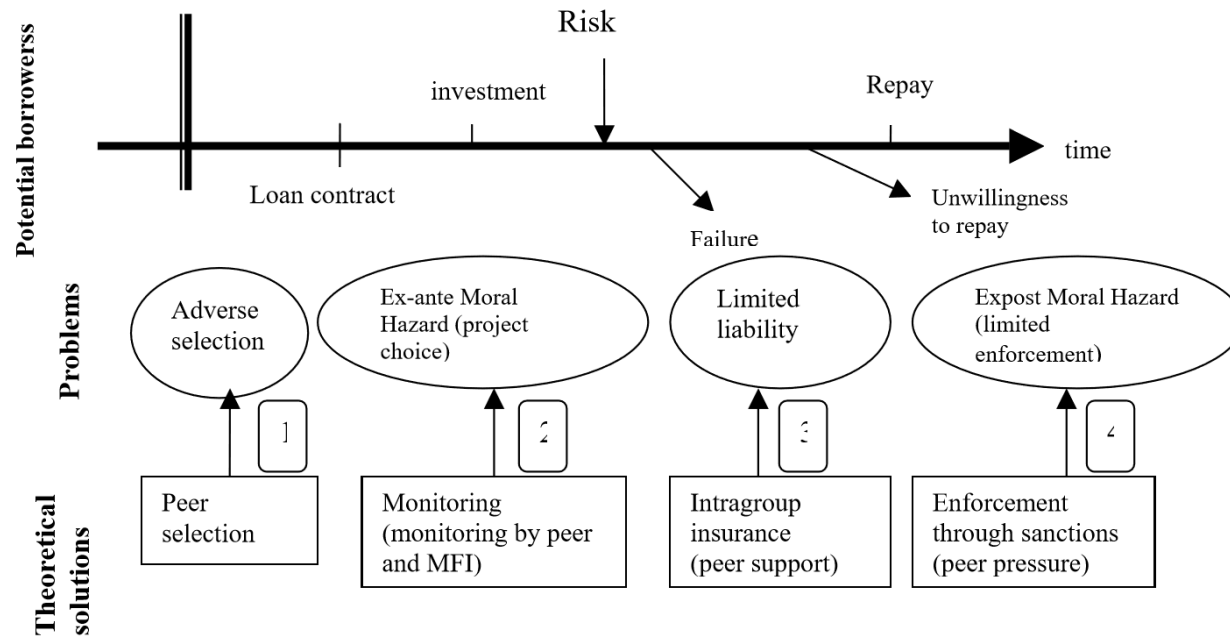 Potential borrowerss
Risk
investment
Repay
time
Loan contract
Failure
Unwillingness
to repay
Problems
Adverse
selection
Ex-ante Moral
Hazard (project
choice)
Limited
liability
Expost Moral Hazard
(limited
enforcement)
1
2
3
4
Theoretical
solutions
Peer
selection
Monitoring
(monitoring by peer
and MFI)
Intragroup
insurance
(peer support)
Enforcement
through sanctions
(peer pressure)